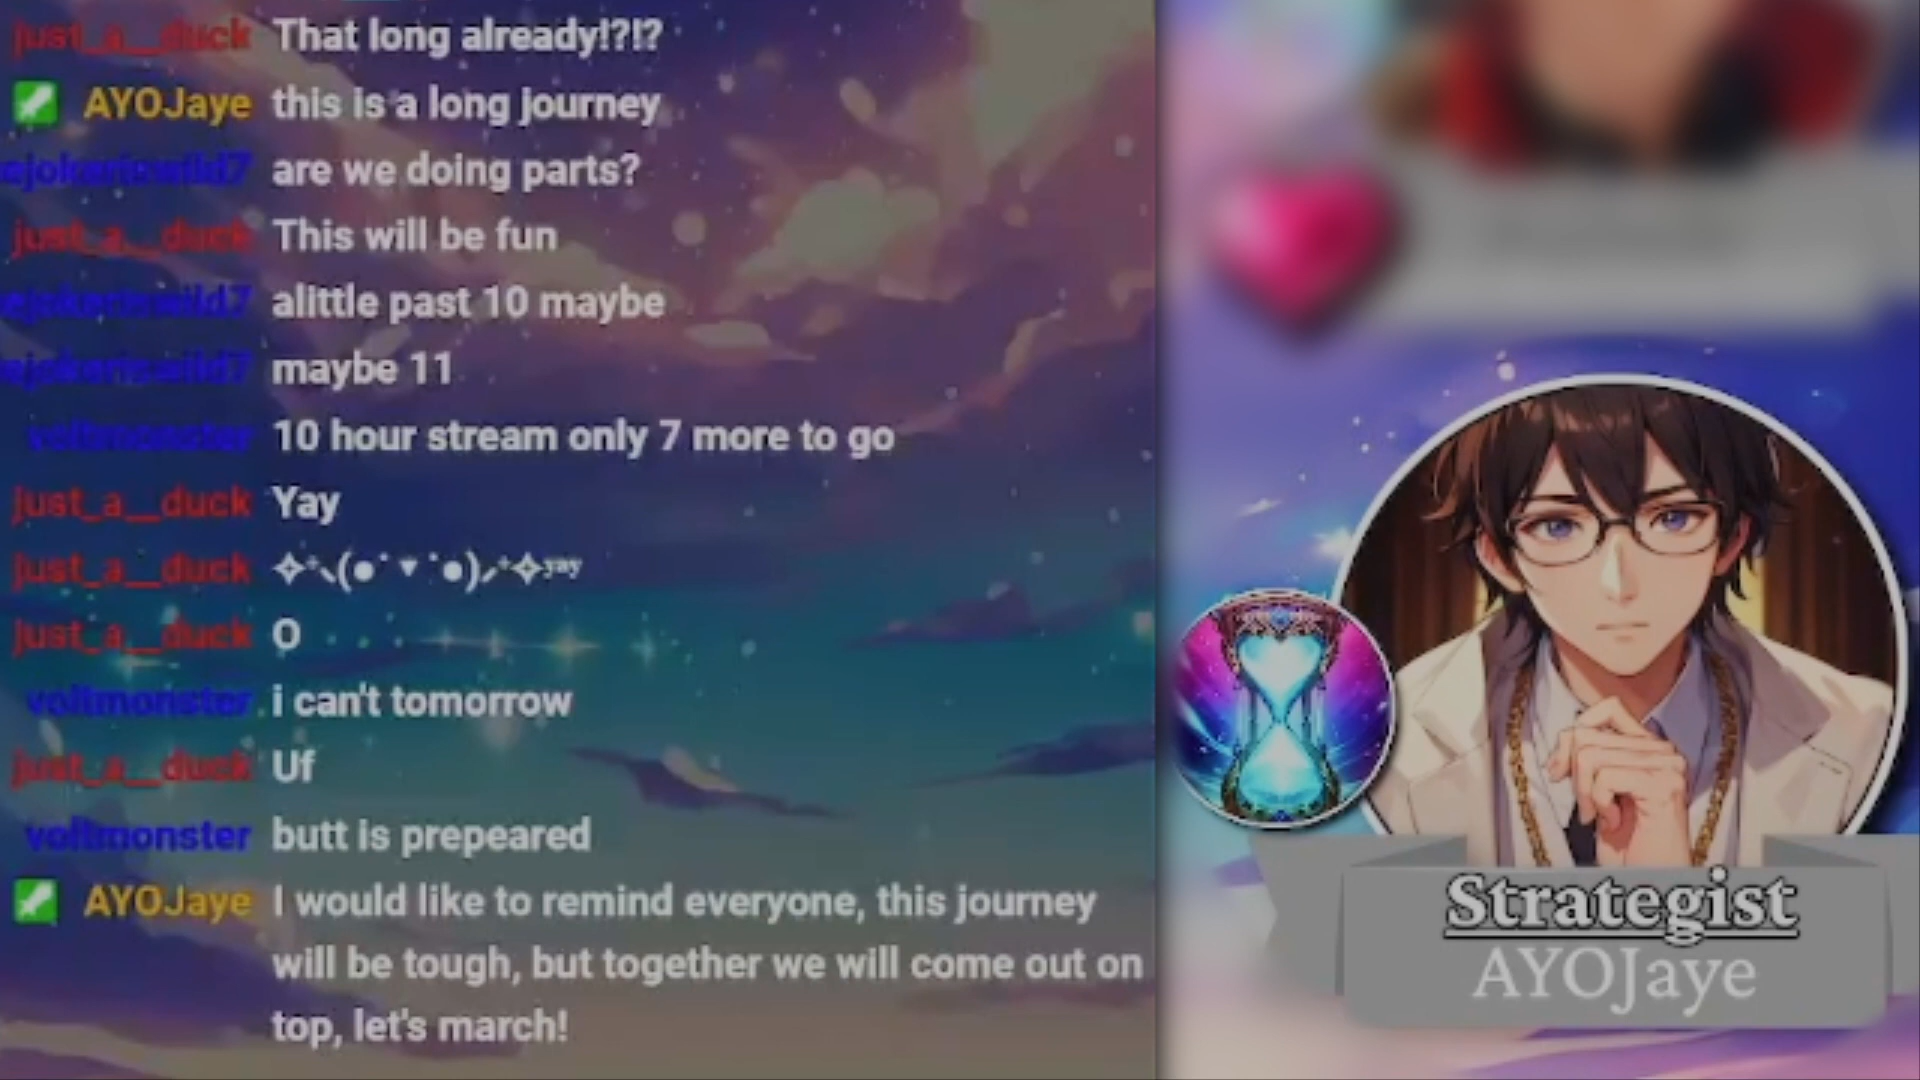 just_a__duck That long already!?!?
AYOJaye this is a long journey
are we doing parts?
just_a__duck This will be fun
alittle past 10 maybe
maybe 11
voltmonster 10 hour stream only 7 more to go
just_a__duck Yay
just_a__duck ✧⁺⸜(●˙▾˙●)⸝⁺✧ʸᵃʸ
just_a__duck O
voltmonster i can't tomorrow
just_a__duck Uf
voltmonster butt is prepeared
AYOJaye I would like to remind everyone, this journey
will be tough, but together we will come out on
top, let's march!
Strategist
AYOJaye